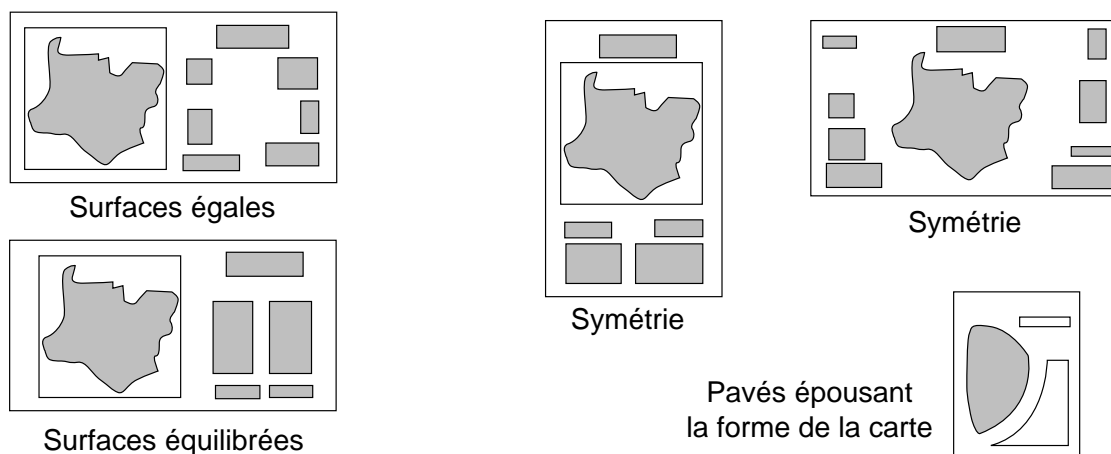 Surfaces égales
Surfaces équilibrées
Symétrie
Symétrie
Pavés épousant
la forme de la carte